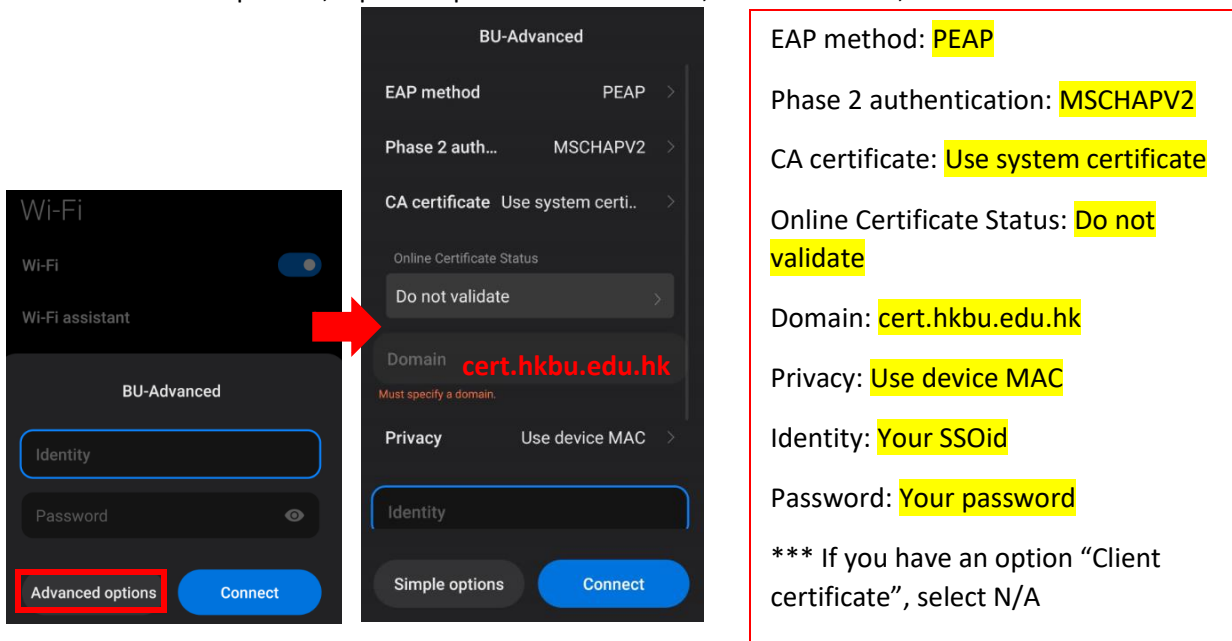 Wi-Fi
Wi-Fi
Wi-Fi assistant
BU-Advanced
Identity
Password
Advanced options
Connect
BU-Advanced
EAP method PEAP
Phase 2 auth... MSCHAPV2
CA certificate Use system certi..
Online Certificate Status
Do not validate
Domain cert.hkbu.edu.hk
Must specify a domain.
Privacy Use device MAC
Identity
Simple options
Connect
EAP method: PEAP
Phase 2 authentication: MSCHAPV2
CA certificate: Use system certificate
Online Certificate Status: Do not
validate
Domain: cert.hkbu.edu.hk
Privacy: Use device MAC
Identity: Your SSOid
Password: Your password
*** If you have an option “Client
certificate”, select N/A